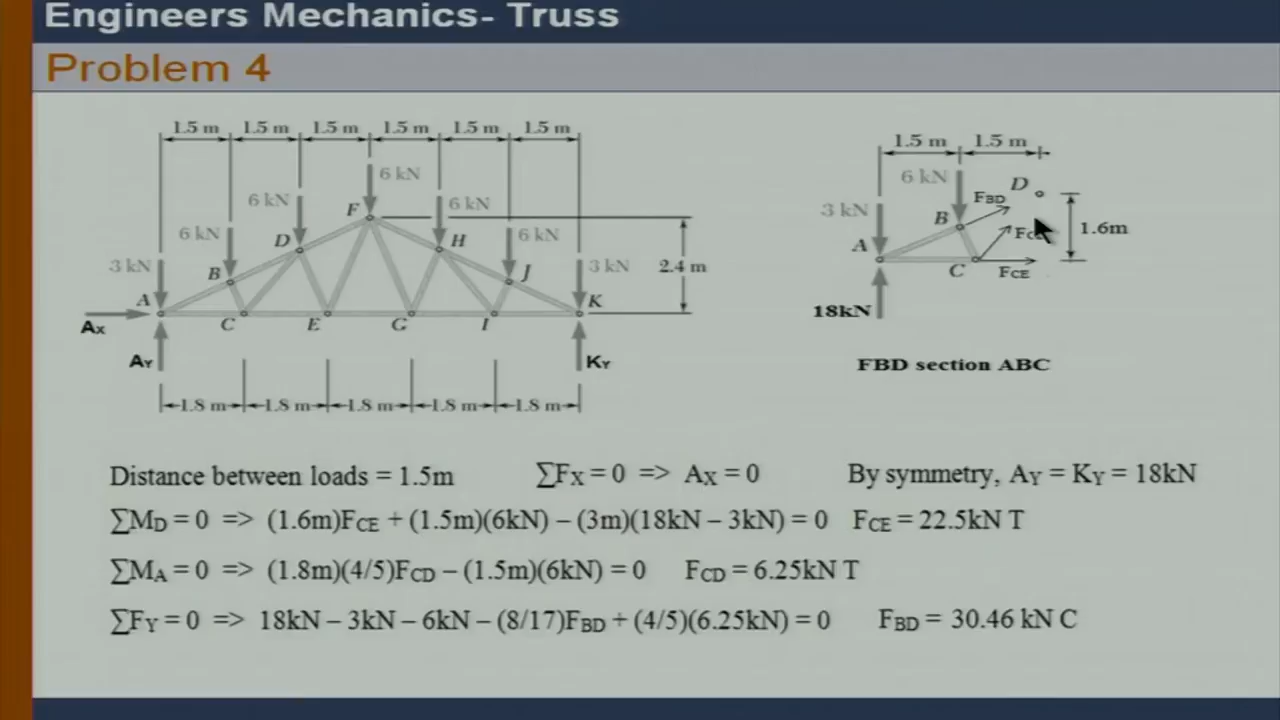 Engineers Mechanics- Truss
Problem 4
1.5 m 1.5 m 1.5 m 1.5 m 1.5 m 1.5 m
6 kN
6 kN F 6 kN
6 kN D H 6 kN
3 kN B J 3 kN 2.4 m
A K
Ax C E G I
AY KY
1.8 m 1.8 m 1.8 m 1.8 m 1.8 m
1.5 m 1.5 m
6 kN D
FBD
3 kN B 1.6m
A C FCE
18kN
FBD section ABC
Distance between loads = 1.5m ∑FX = 0 => AX = 0 By symmetry, AY = KY = 18kN
∑MD = 0 => (1.6m)FCE + (1.5m)(6kN) – (3m)(18kN – 3kN) = 0 FCE = 22.5kN T
∑MA = 0 => (1.8m)(4/5)FCD – (1.5m)(6kN) = 0 FCD = 6.25kN T
∑FY = 0 => 18kN – 3kN – 6kN – (8/17)FBD + (4/5)(6.25kN) = 0 FBD = 30.46 kN C